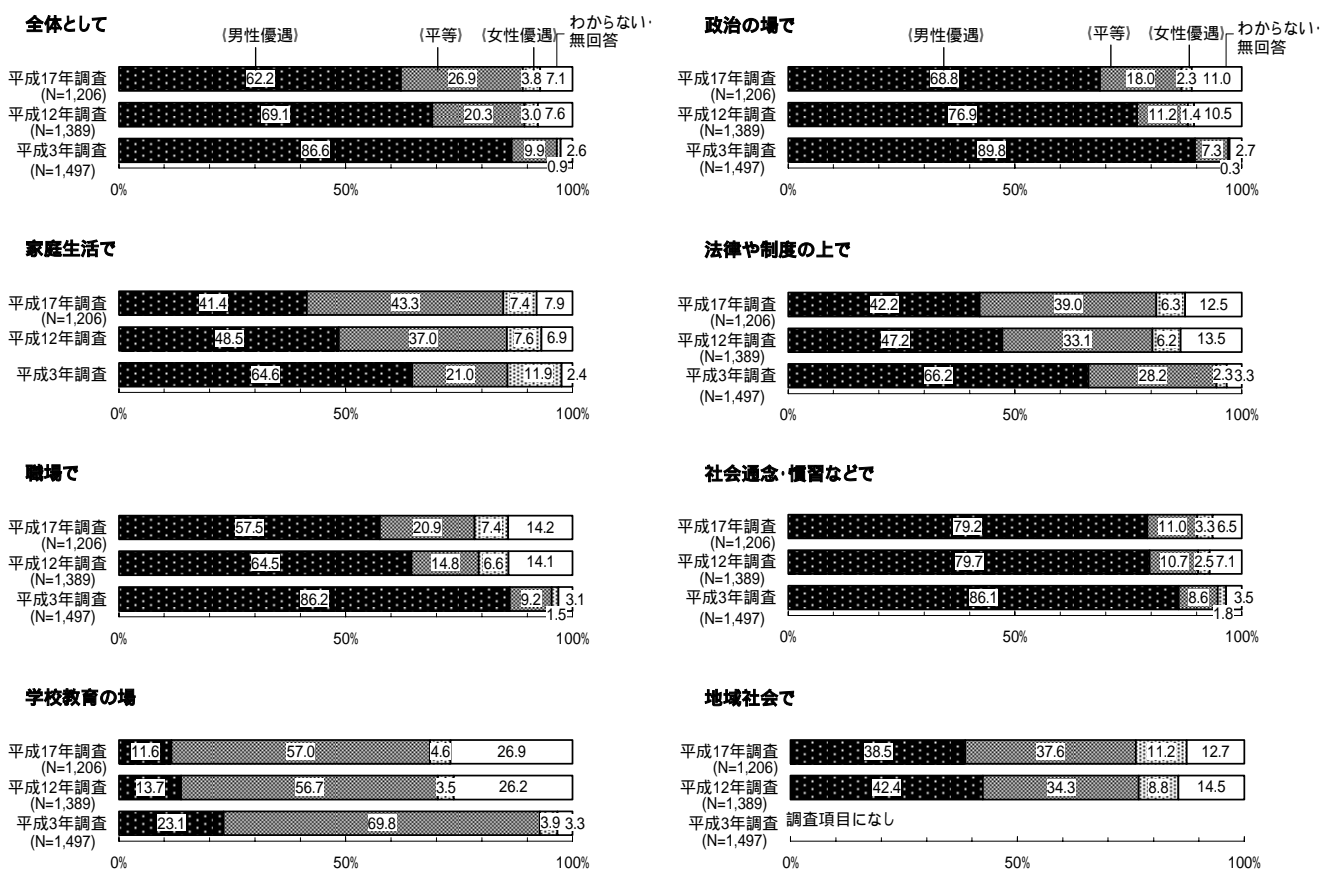 全体として
(男性優遇) (平等) (女性優遇) わからない・
無回答
平成17年調査 62.2 26.9 3.8 7.1
(N=1,206)
平成12年調査 69.1 20.3 3.0 7.6
(N=1,389)
平成3年調査 86.6 9.9 0.9 2.6
(N=1,497)
0% 50% 100%
政治の場で
(男性優遇) (平等) (女性優遇) わからない・
無回答
平成17年調査 68.8 18.0 2.3 11.0
(N=1,206)
平成12年調査 76.9 11.2 1.4 10.5
(N=1,389)
平成3年調査 89.8 7.3 0.3 2.7
(N=1,497)
0% 50% 100%
家庭生活で
平成17年調査 41.4 43.3 7.4 7.9
(N=1,206)
平成12年調査 48.5 37.0 7.6 6.9
平成3年調査 64.6 21.0 11.9 2.4
0% 50% 100%
法律や制度の上で
平成17年調査 42.2 39.0 6.3 12.5
(N=1,206)
平成12年調査 47.2 33.1 6.2 13.5
(N=1,389)
平成3年調査 66.2 28.2 2.3 3.3
(N=1,497)
0% 50% 100%
職場で
平成17年調査 57.5 20.9 7.4 14.2
(N=1,206)
平成12年調査 64.5 14.8 6.6 14.1
(N=1,389)
平成3年調査 86.2 9.2 1.5 3.1
(N=1,497)
0% 50% 100%
社会通念・慣習などで
平成17年調査 79.2 11.0 3.3 6.5
(N=1,206)
平成12年調査 79.7 10.7 2.5 7.1
(N=1,389)
平成3年調査 86.1 8.6 1.8 3.5
(N=1,497)
0% 50% 100%
学校教育の場
平成17年調査 11.6 57.0 4.6 26.9
(N=1,206)
平成12年調査 13.7 56.7 3.5 26.2
(N=1,389)
平成3年調査 23.1 69.8 3.9 3.3
(N=1,497)
0% 50% 100%
地域社会で
平成17年調査 38.5 37.6 11.2 12.7
(N=1,206)
平成12年調査 42.4 34.3 8.8 14.5
(N=1,389)
平成3年調査 調査項目になし
(N=1,497)
0% 50% 100%